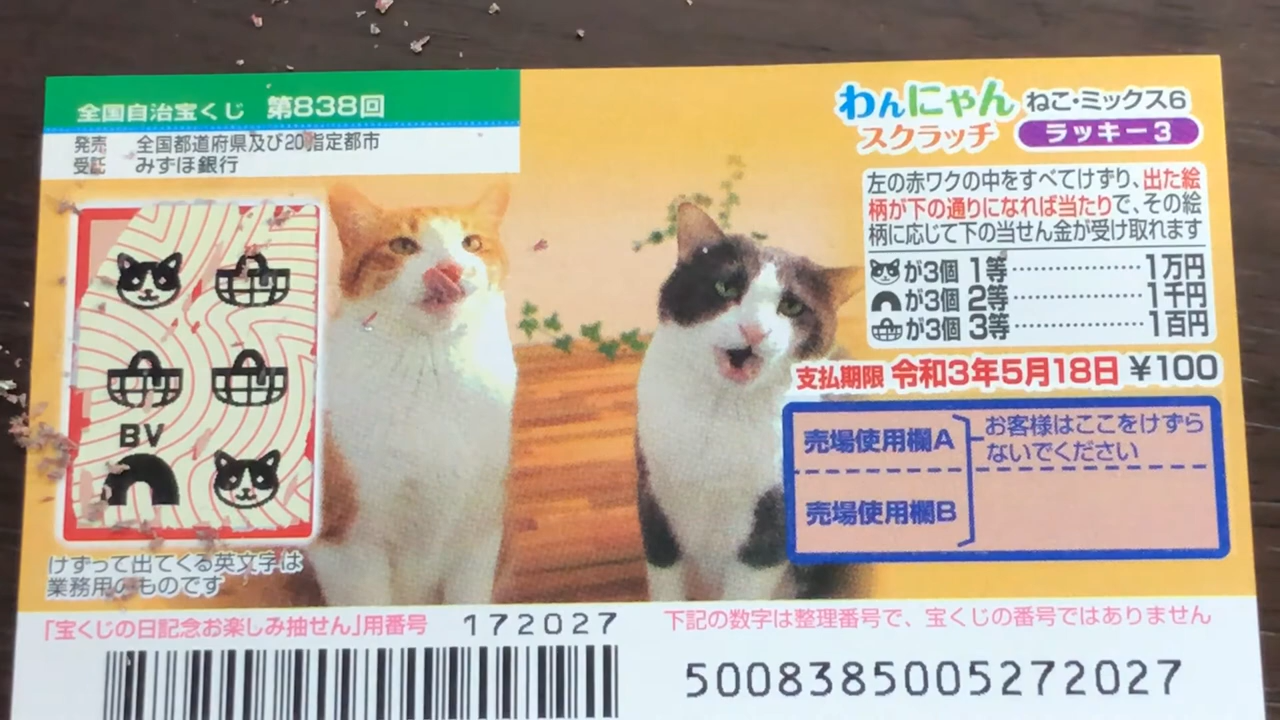 全国自治宝くじ 第838回
発売 全国都道府県及び20指定都市
受託 みずほ銀行
わんにゃん
スクラッチ
ねこ・ミックス6
ラッキー3
左の赤ワクの中をすべてけずり、出た絵
柄が下の通りになれば当たりで、その絵
柄に応じて下の当せん金が受け取れます
が3個 1等……………1万円
が3個 2等……………1千円
が3個 3等……………1百円
支払期限 令和3年5月18日 ¥100
BV
売場使用欄A
売場使用欄B
お客様はここをけずら
ないでください
けずって出てくる英文字は
業務用のものです
「宝くじの日記念お楽しみ抽せん」用番号 172027
下記の数字は整理番号で、宝くじの番号ではありません
5008385005272027